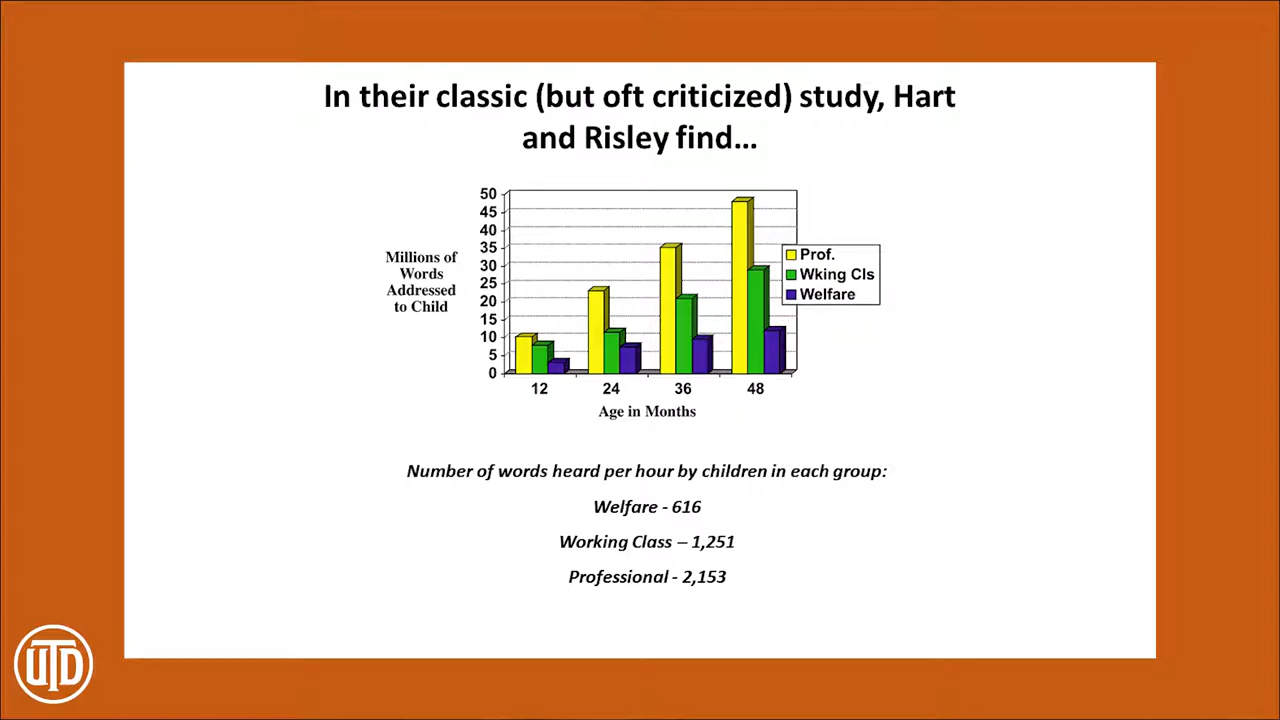 In their classic (but oft criticized) study, Hart
and Risley find…
50
45
40
35
30
25
20
15
10
5
0
Millions of
Words
Addressed
to Child
Prof.
Wking Cls
Welfare
12 24 36 48
Age in Months
Number of words heard per hour by children in each group:
Welfare - 616
Working Class – 1,251
Professional - 2,153
UTD